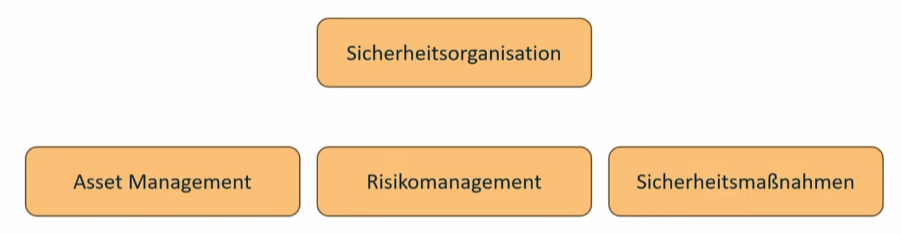 Sicherheitsorganisation
Asset Management
Risikomanagement
Sicherheitsmaßnahmen